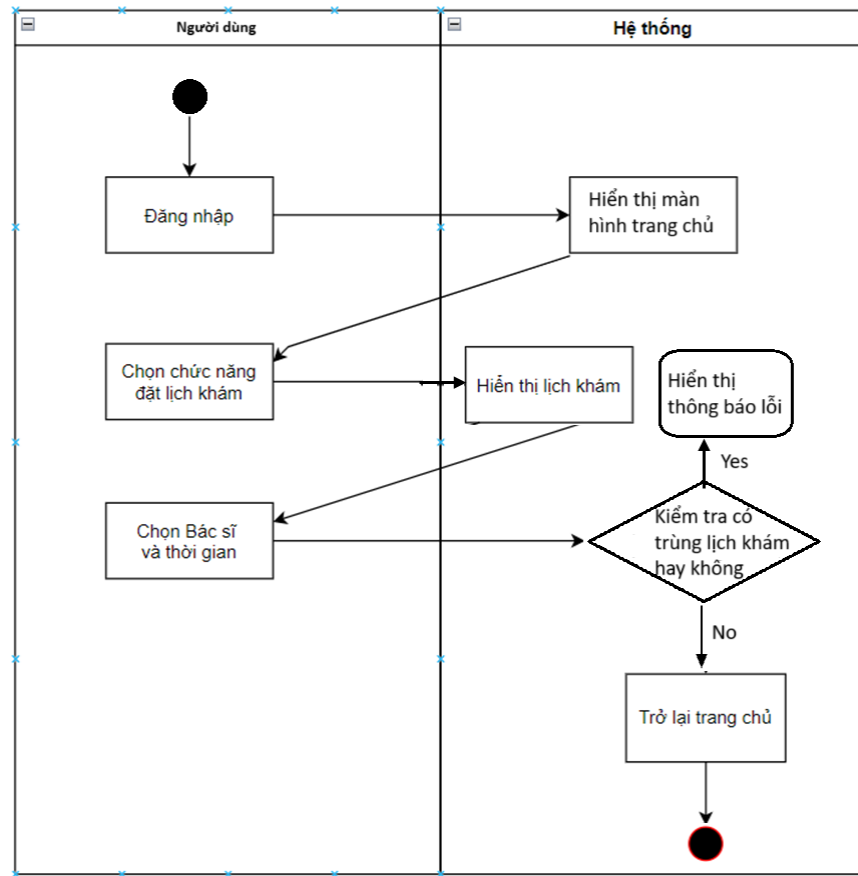 Người dùng
Hệ thống
Đăng nhập
Hiển thị màn
hình trang chủ
Chọn chức năng
đặt lịch khám
Hiển thị lịch khám
Hiển thị
thông báo lỗi
Yes
Chọn Bác sĩ
và thời gian
Kiểm tra có
trùng lịch khám
hay không
No
Trở lại trang chủ